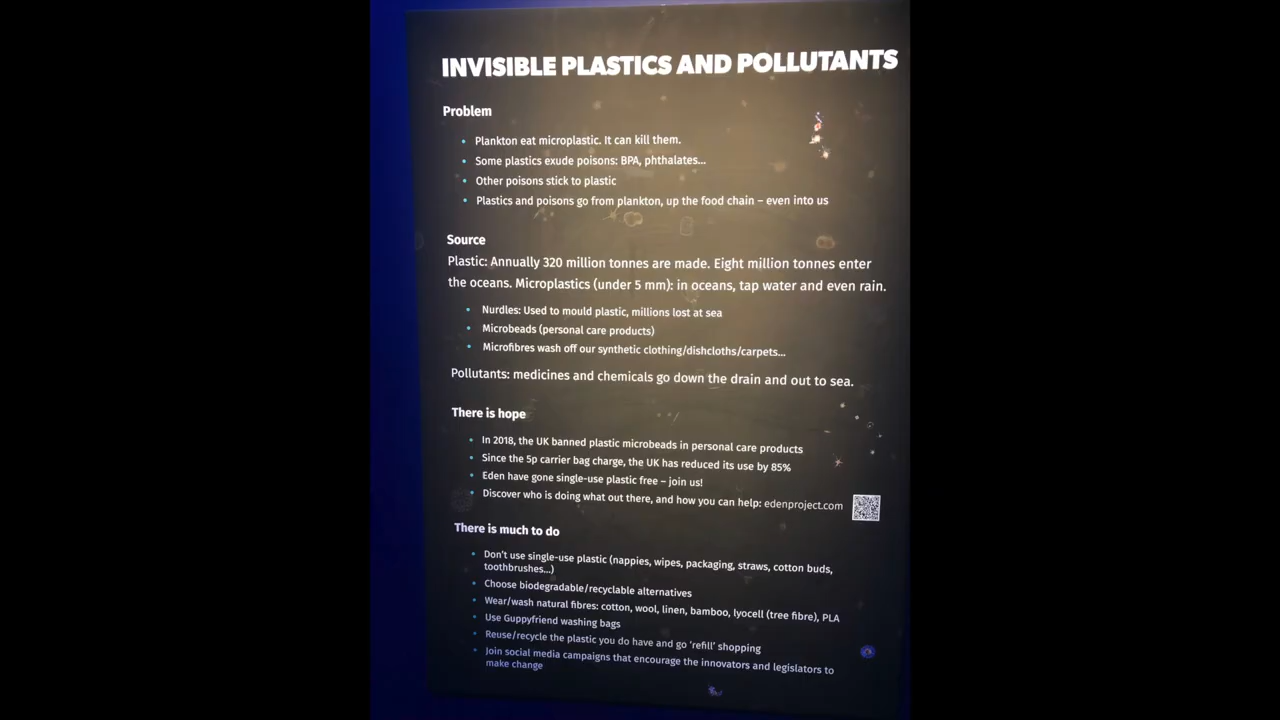 INVISIBLE PLASTICS AND POLLUTANTS
Problem
• Plankton eat microplastic. It can kill them.
• Some plastics exude poisons: BPA, phthalates...
• Other poisons stick to plastic
• Plastics and poisons go from plankton, up the food chain – even into us
Source
Plastic: Annually 320 million tonnes are made. Eight million tonnes enter
the oceans. Microplastics (under 5 mm): in oceans, tap water and even rain.
• Nurdles: Used to mould plastic, millions lost at sea
• Microbeads (personal care products)
• Microfibres wash off our synthetic clothing/dishcloths/carpets...
Pollutants: medicines and chemicals go down the drain and out to sea.
There is hope
• In 2018, the UK banned plastic microbeads in personal care products
• Since the 5p carrier bag charge, the UK has reduced its use by 85%
• Eden have gone single-use plastic free – join us!
• Discover who is doing what out there, and how you can help: edenproject.com
There is much to do
• Don't use single-use plastic (nappies, wipes, packaging, straws, cotton buds,
toothbrushes...)
• Choose biodegradable/recyclable alternatives
• Wear/wash natural fibres: cotton, wool, linen, bamboo, lyocell (tree fibre), PLA
• Use Guppyfriend washing bags
• Reuse/recycle the plastic you do have and go 'refill' shopping
• Join social media campaigns that encourage the innovators and legislators to
make change